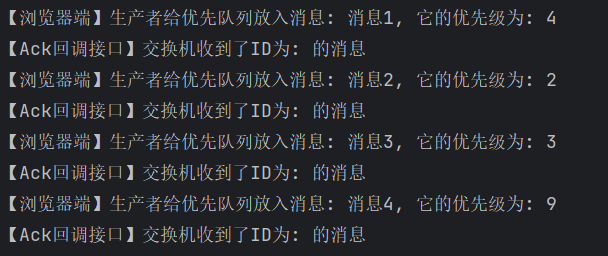 【浏览器端】生产者给优先队列放入消息: 消息1, 它的优先级为: 4
【Ack回调接口】交换机收到了ID为: 的消息
【浏览器端】生产者给优先队列放入消息: 消息2, 它的优先级为: 2
【Ack回调接口】交换机收到了ID为: 的消息
【浏览器端】生产者给优先队列放入消息: 消息3, 它的优先级为: 3
【Ack回调接口】交换机收到了ID为: 的消息
【浏览器端】生产者给优先队列放入消息: 消息4, 它的优先级为: 9
【Ack回调接口】交换机收到了ID为: 的消息